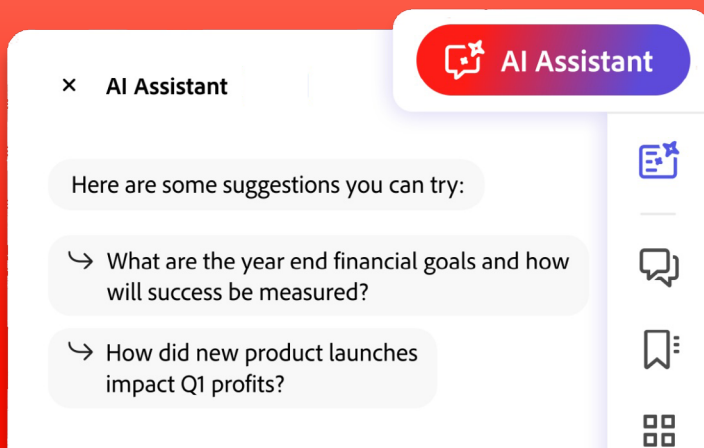 AI Assistant
AI Assistant
Here are some suggestions you can try:
What are the year end financial goals and how
will success be measured?
How did new product launches
impact Q1 profits?